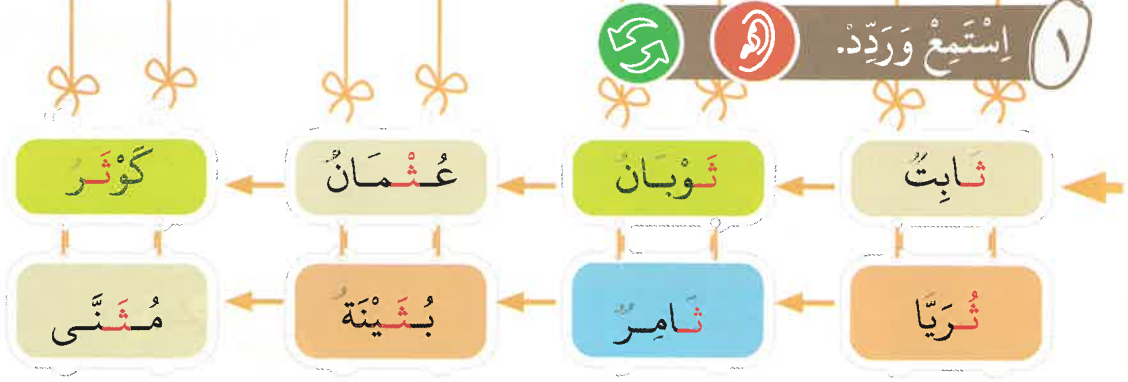 ١ اِسْتَمِعْ وَرَدِّدْ.
ثَابِتٌ ثَوْبَانُ عُثْمَانُ كَوْثَرُ
ثُرَيَّا ثَامِرٌ بُثَيْنَةُ مُثَنَّى